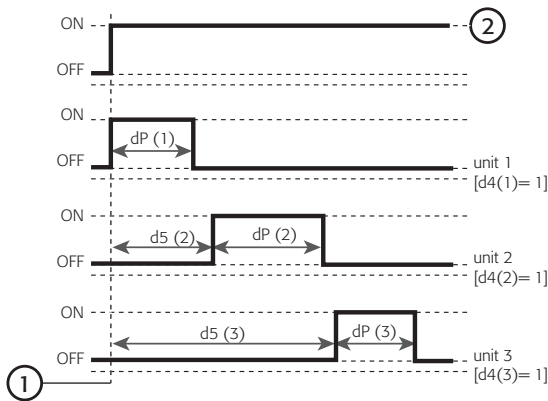 ON
2
OFF
ON
dP (1)
OFF
unit 1
[d4(1)= 1]
ON
d5 (2)
dP (2)
OFF
unit 2
[d4(2)= 1]
ON
d5 (3)
dP (3)
OFF
unit 3
[d4(3)= 1]
1